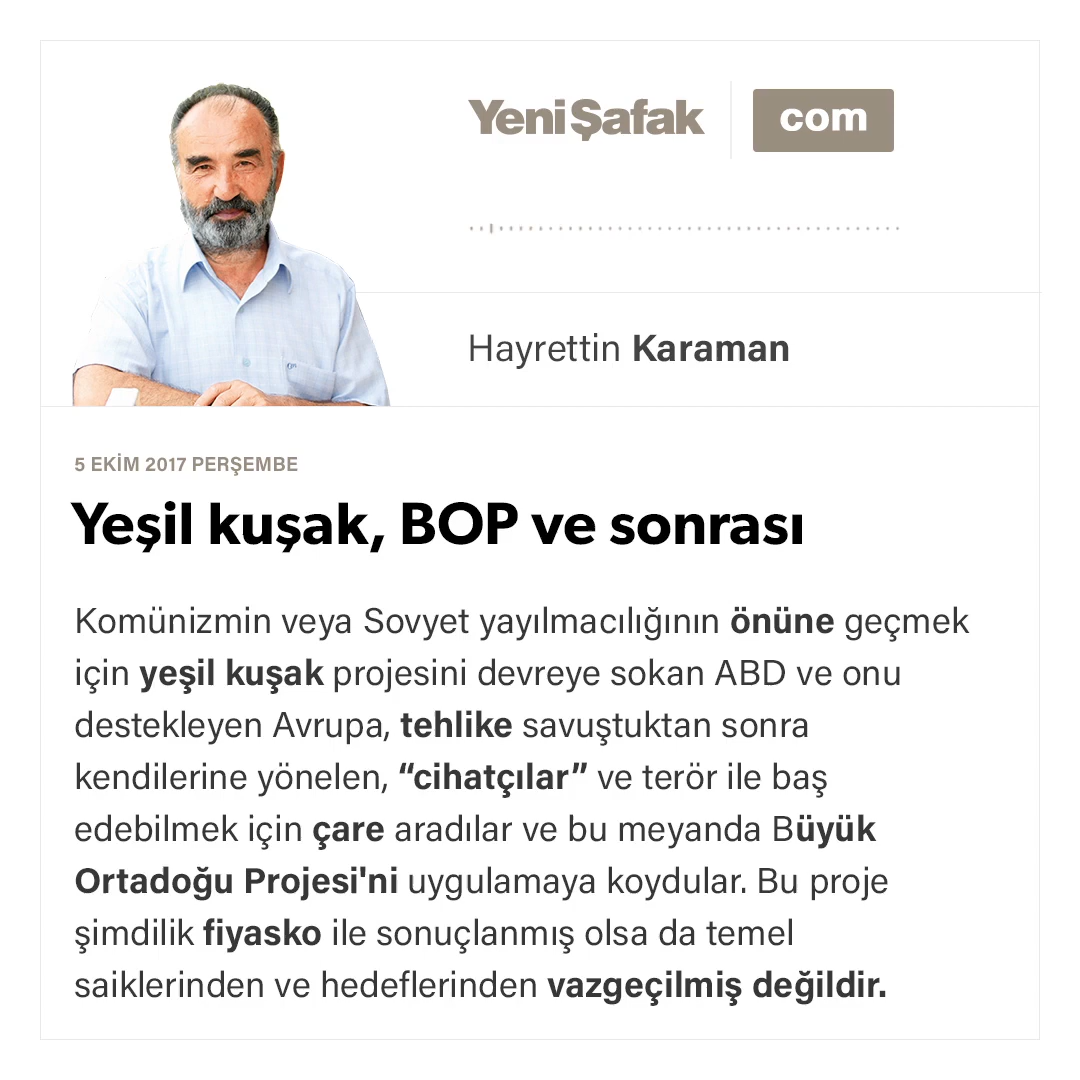 YeniŞafak com
Hayrettin Karaman
5 EKİM 2017 PERŞEMBE
Yeşil kuşak, BOP ve sonrası
Komünizmin veya Sovyet yayılmacılığının önüne geçmek
için yeşil kuşak projesini devreye sokan ABD ve onu
destekleyen Avrupa, tehlike savuştuktan sonra
kendilerine yönelen, “cihatçılar” ve terör ile baş
edebilmek için çare aradılar ve bu meyanda Büyük
Ortadoğu Projesi'ni uygulamaya koydular. Bu proje
şimdilik fiyasko ile sonuçlanmış olsa da temel
saiklerinden ve hedeflerinden vazgeçilmiş değildir.